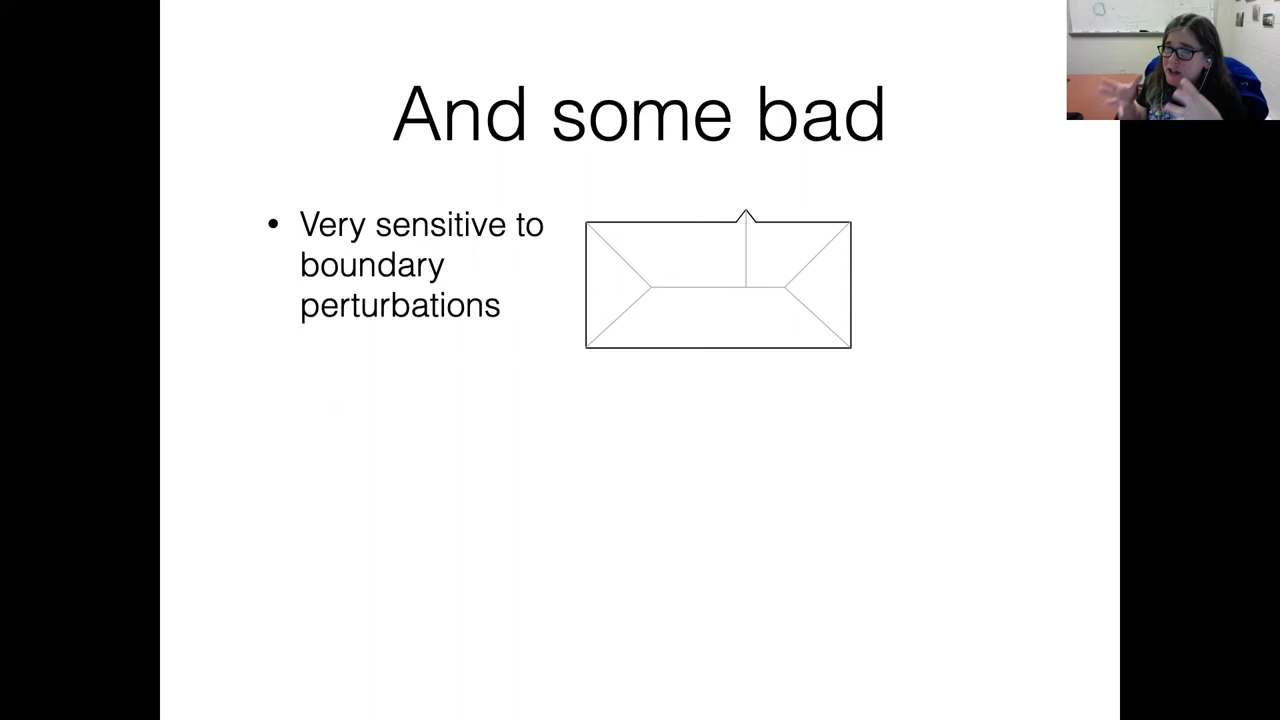 And some bad
• Very sensitive to
boundary
perturbations